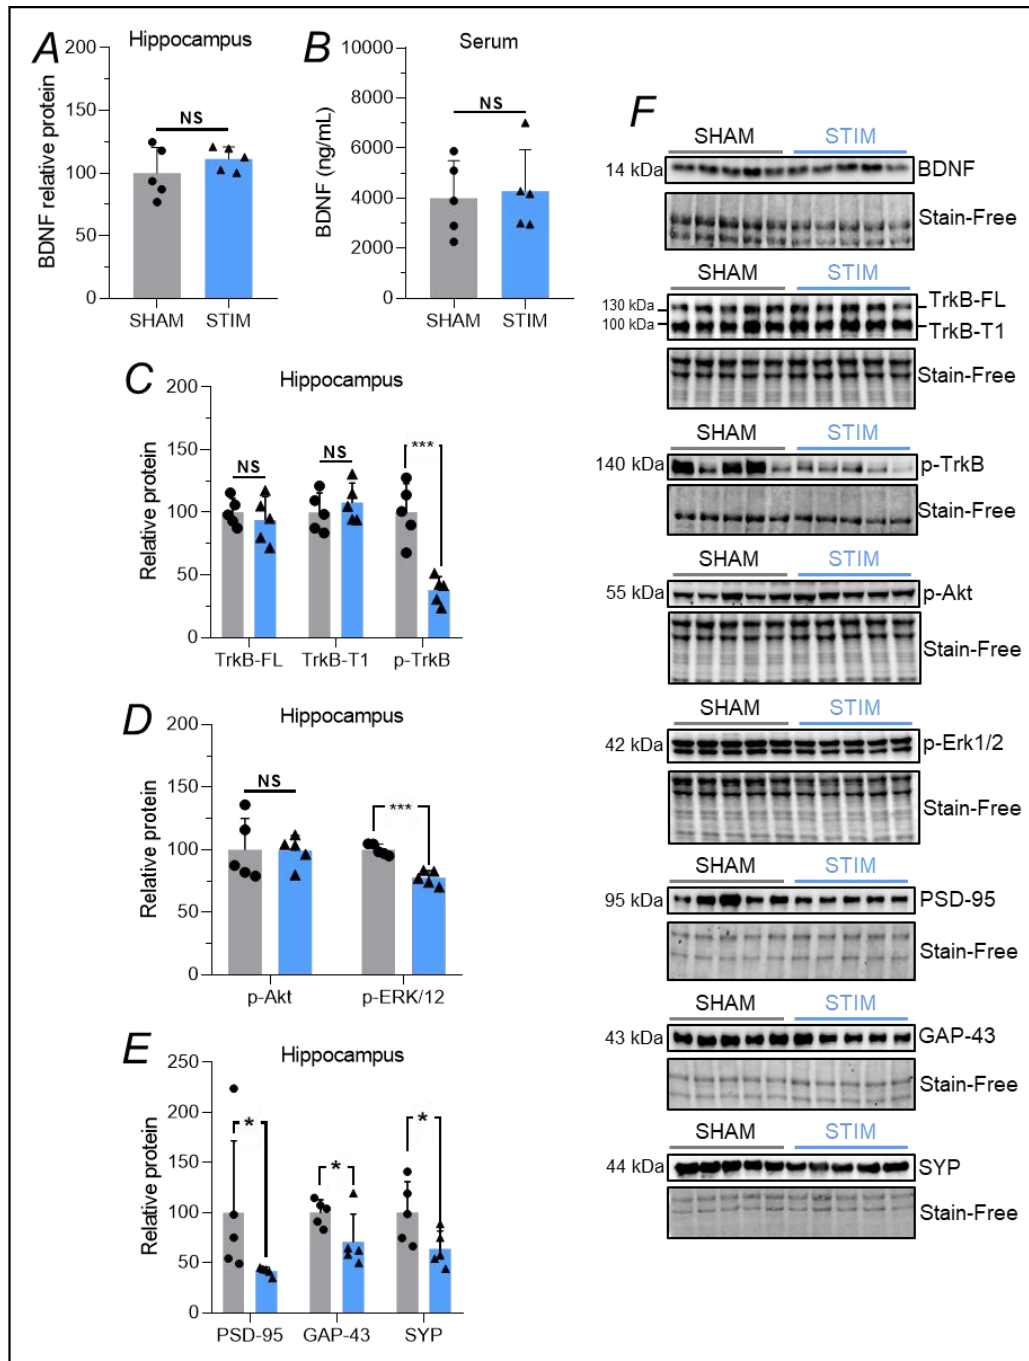 A
Hippocampus
BDNF relative protein
200
150
100
50
0
NS
SHAM
STIM
B
Serum
BDNF (ng/mL)
10000
8000
6000
4000
2000
0
NS
SHAM
STIM
C
Hippocampus
Relative protein
200
150
100
50
0
NS
NS
***
TrkB-FL
TrkB-T1
p-TrkB
D
Hippocampus
Relative protein
200
150
100
50
0
NS
***
p-Akt
p-ERK/12
E
Hippocampus
Relative protein
250
200
150
100
50
0
*
*
*
PSD-95
GAP-43
SYP
F
SHAM
STIM
14 kDa
BDNF
Stain-Free
SHAM
STIM
130 kDa
TrkB-FL
100 kDa
TrkB-T1
Stain-Free
SHAM
STIM
140 kDa
p-TrkB
Stain-Free
SHAM
STIM
55 kDa
p-Akt
Stain-Free
SHAM
STIM
42 kDa
p-Erk1/2
Stain-Free
SHAM
STIM
95 kDa
PSD-95
Stain-Free
SHAM
STIM
43 kDa
GAP-43
Stain-Free
SHAM
STIM
44 kDa
SYP
Stain-Free